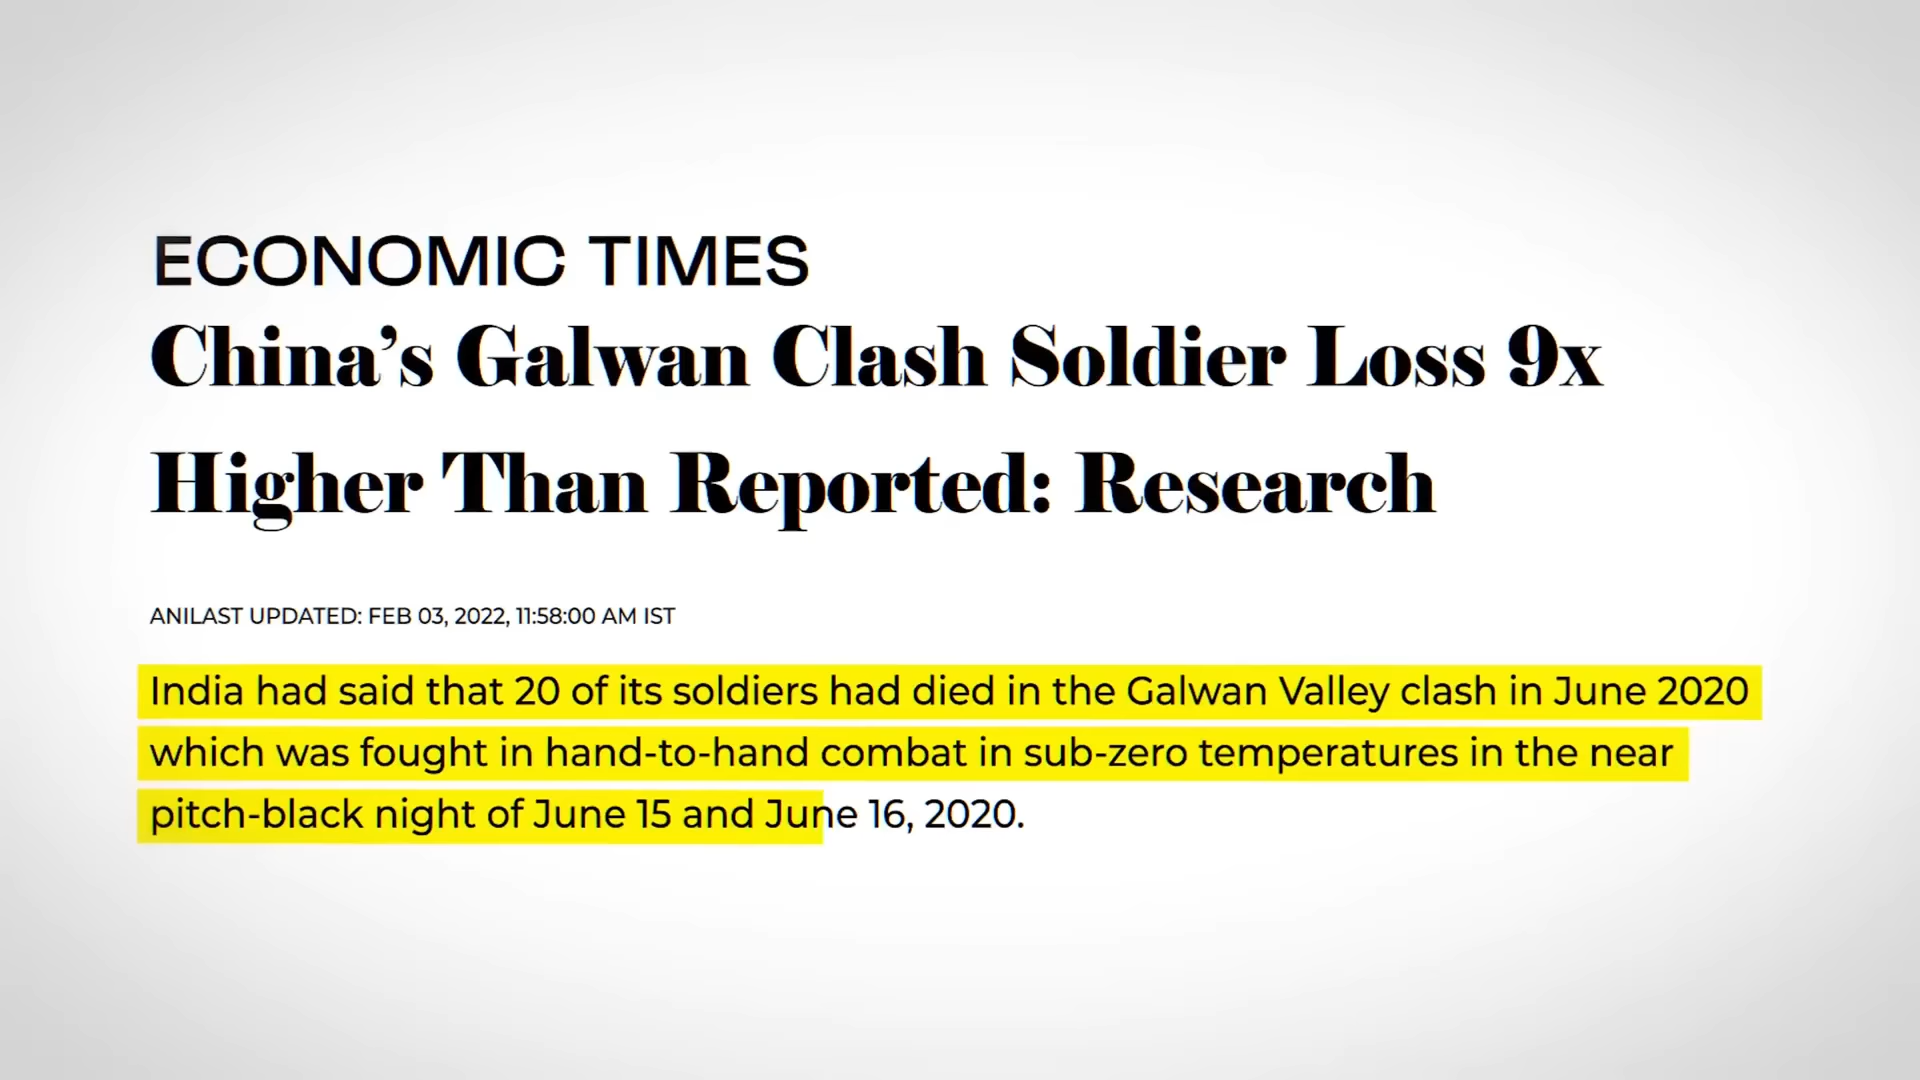 ECONOMIC TIMES
China’s Galwan Clash Soldier Loss 9x
Higher Than Reported: Research
ANILAST UPDATED: FEB 03, 2022, 11:58:00 AM IST
India had said that 20 of its soldiers had died in the Galwan Valley clash in June 2020
which was fought in hand-to-hand combat in sub-zero temperatures in the near
pitch-black night of June 15 and June 16, 2020.